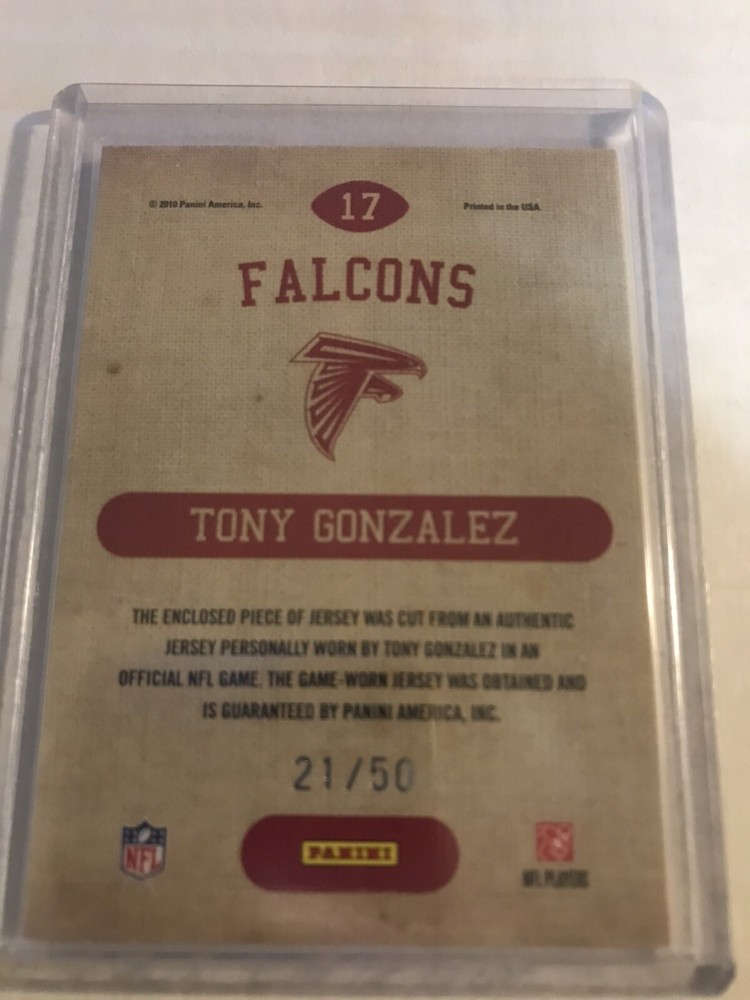 © 2010 Panini America, Inc.
17
Printed in the USA.
FALCONS
TONY GONZALEZ
THE ENCLOSED PIECE OF JERSEY WAS CUT FROM AN AUTHENTIC
JERSEY PERSONALLY WORN BY TONY GONZALEZ IN AN
OFFICIAL NFL GAME. THE GAME-WORN JERSEY WAS OBTAINED AND
IS GUARANTEED BY PANINI AMERICA, INC.
21/50
NFL
PANINI
NFL PLAYERS